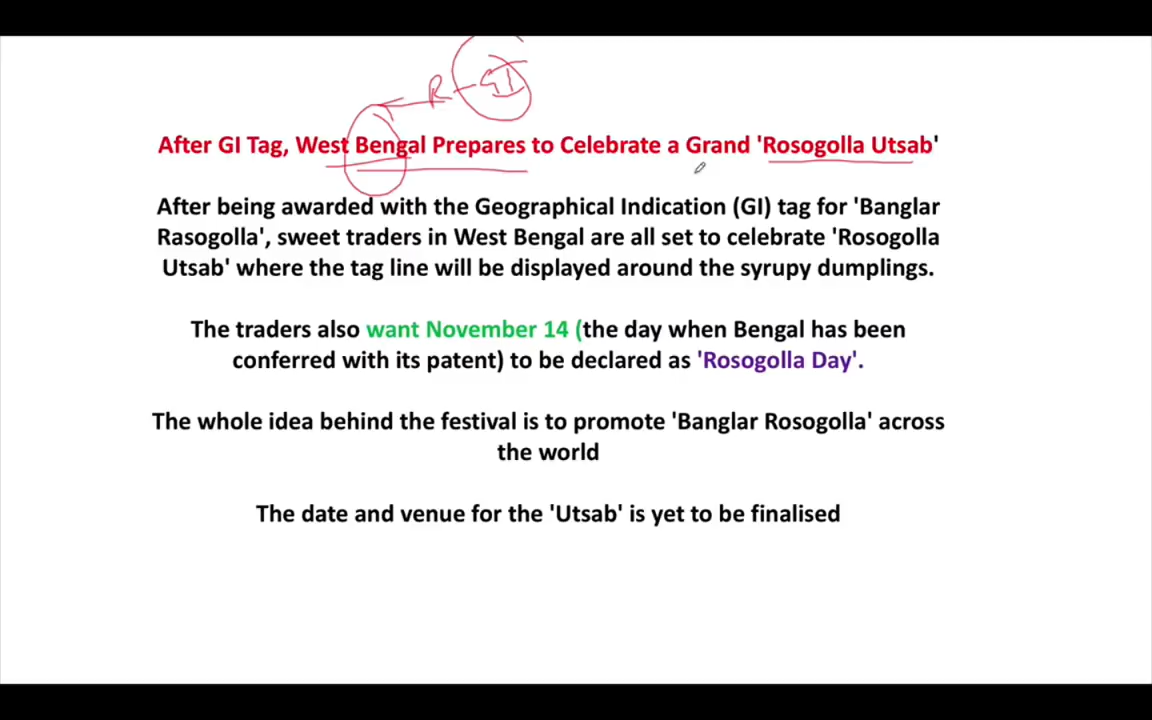 R - GI
After GI Tag, West Bengal Prepares to Celebrate a Grand 'Rosogolla Utsab'
After being awarded with the Geographical Indication (GI) tag for 'Banglar
Rasogolla', sweet traders in West Bengal are all set to celebrate 'Rosogolla
Utsab' where the tag line will be displayed around the syrupy dumplings.
The traders also want November 14 (the day when Bengal has been
conferred with its patent) to be declared as 'Rosogolla Day'.
The whole idea behind the festival is to promote 'Banglar Rosogolla' across
the world
The date and venue for the 'Utsab' is yet to be finalised